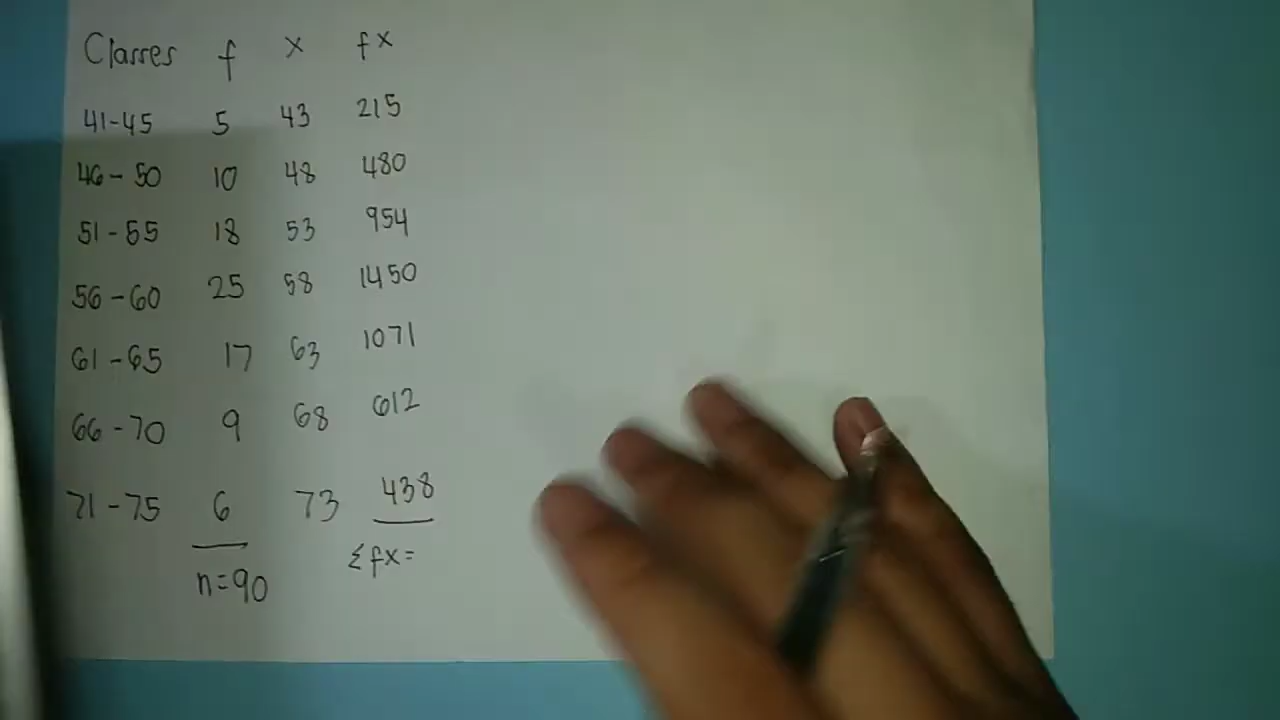 Classes f x fx
41-45 5 43 215
46-50 10 48 480
51-55 18 53 954
56-60 25 58 1450
61-65 17 63 1071
66-70 9 68 612
71-75 6 73 438
n=90 Σfx=